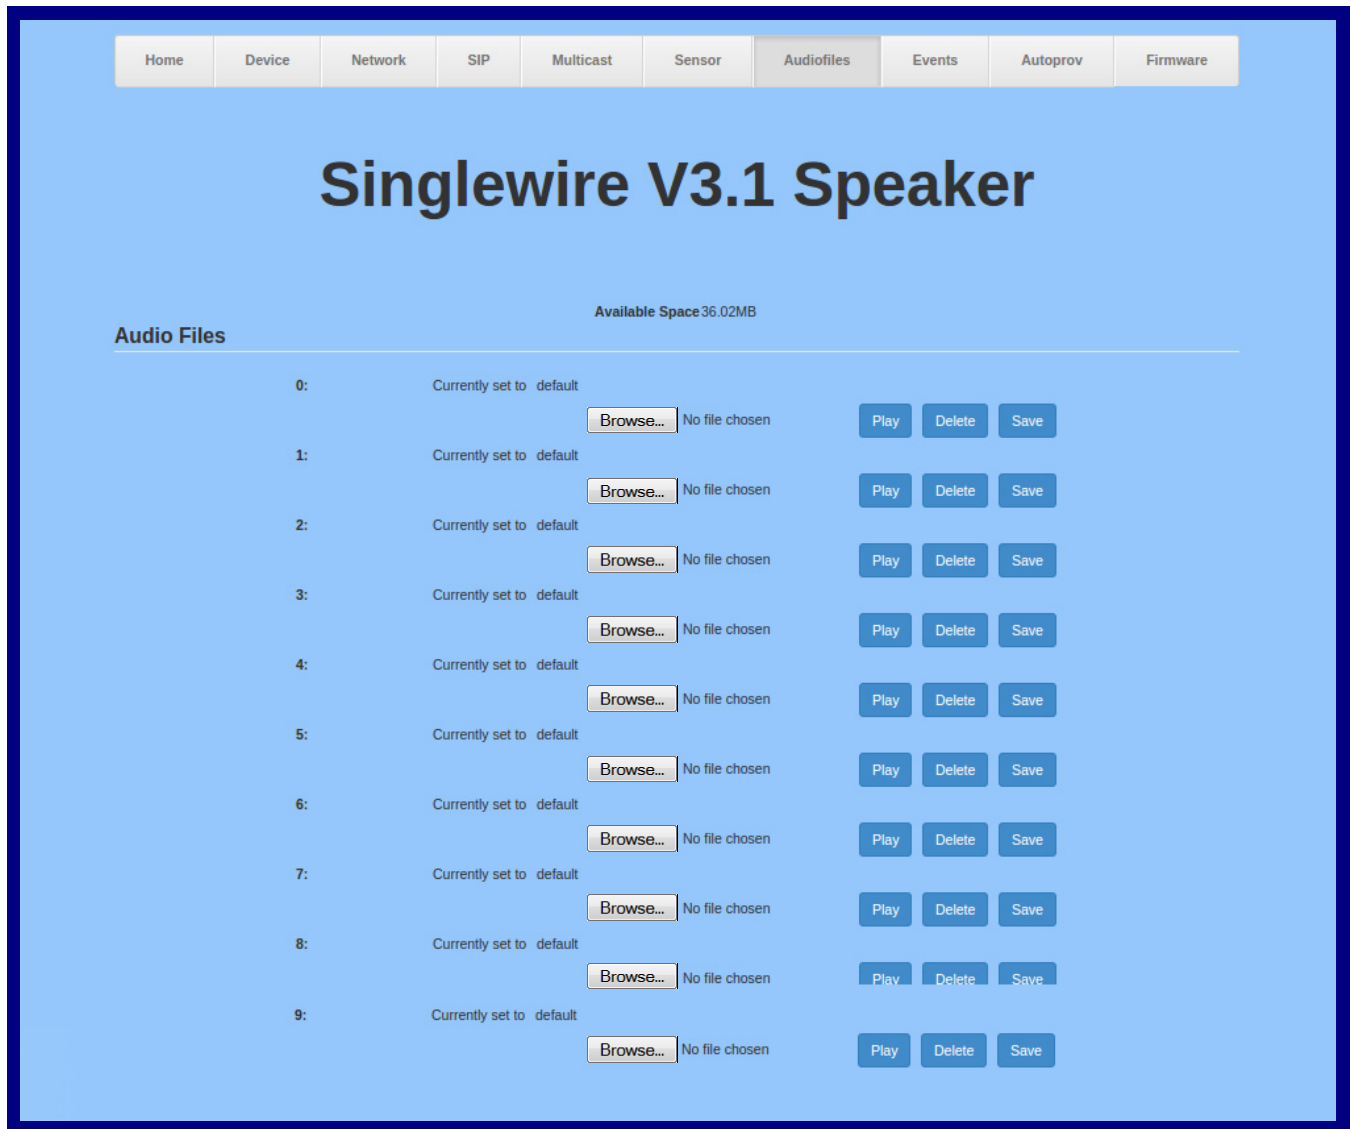 Home Device Network SIP Multicast Sensor Audiofiles Events Autoprov Firmware
Singlewire V3.1 Speaker
Available Space 36.02MB
Audio Files
0: Currently set to default
Browse... No file chosen Play Delete Save
1: Currently set to default
Browse... No file chosen Play Delete Save
2: Currently set to default
Browse... No file chosen Play Delete Save
3: Currently set to default
Browse... No file chosen Play Delete Save
4: Currently set to default
Browse... No file chosen Play Delete Save
5: Currently set to default
Browse... No file chosen Play Delete Save
6: Currently set to default
Browse... No file chosen Play Delete Save
7: Currently set to default
Browse... No file chosen Play Delete Save
8: Currently set to default
Browse... No file chosen Play Delete Save
9: Currently set to default
Browse... No file chosen Play Delete Save